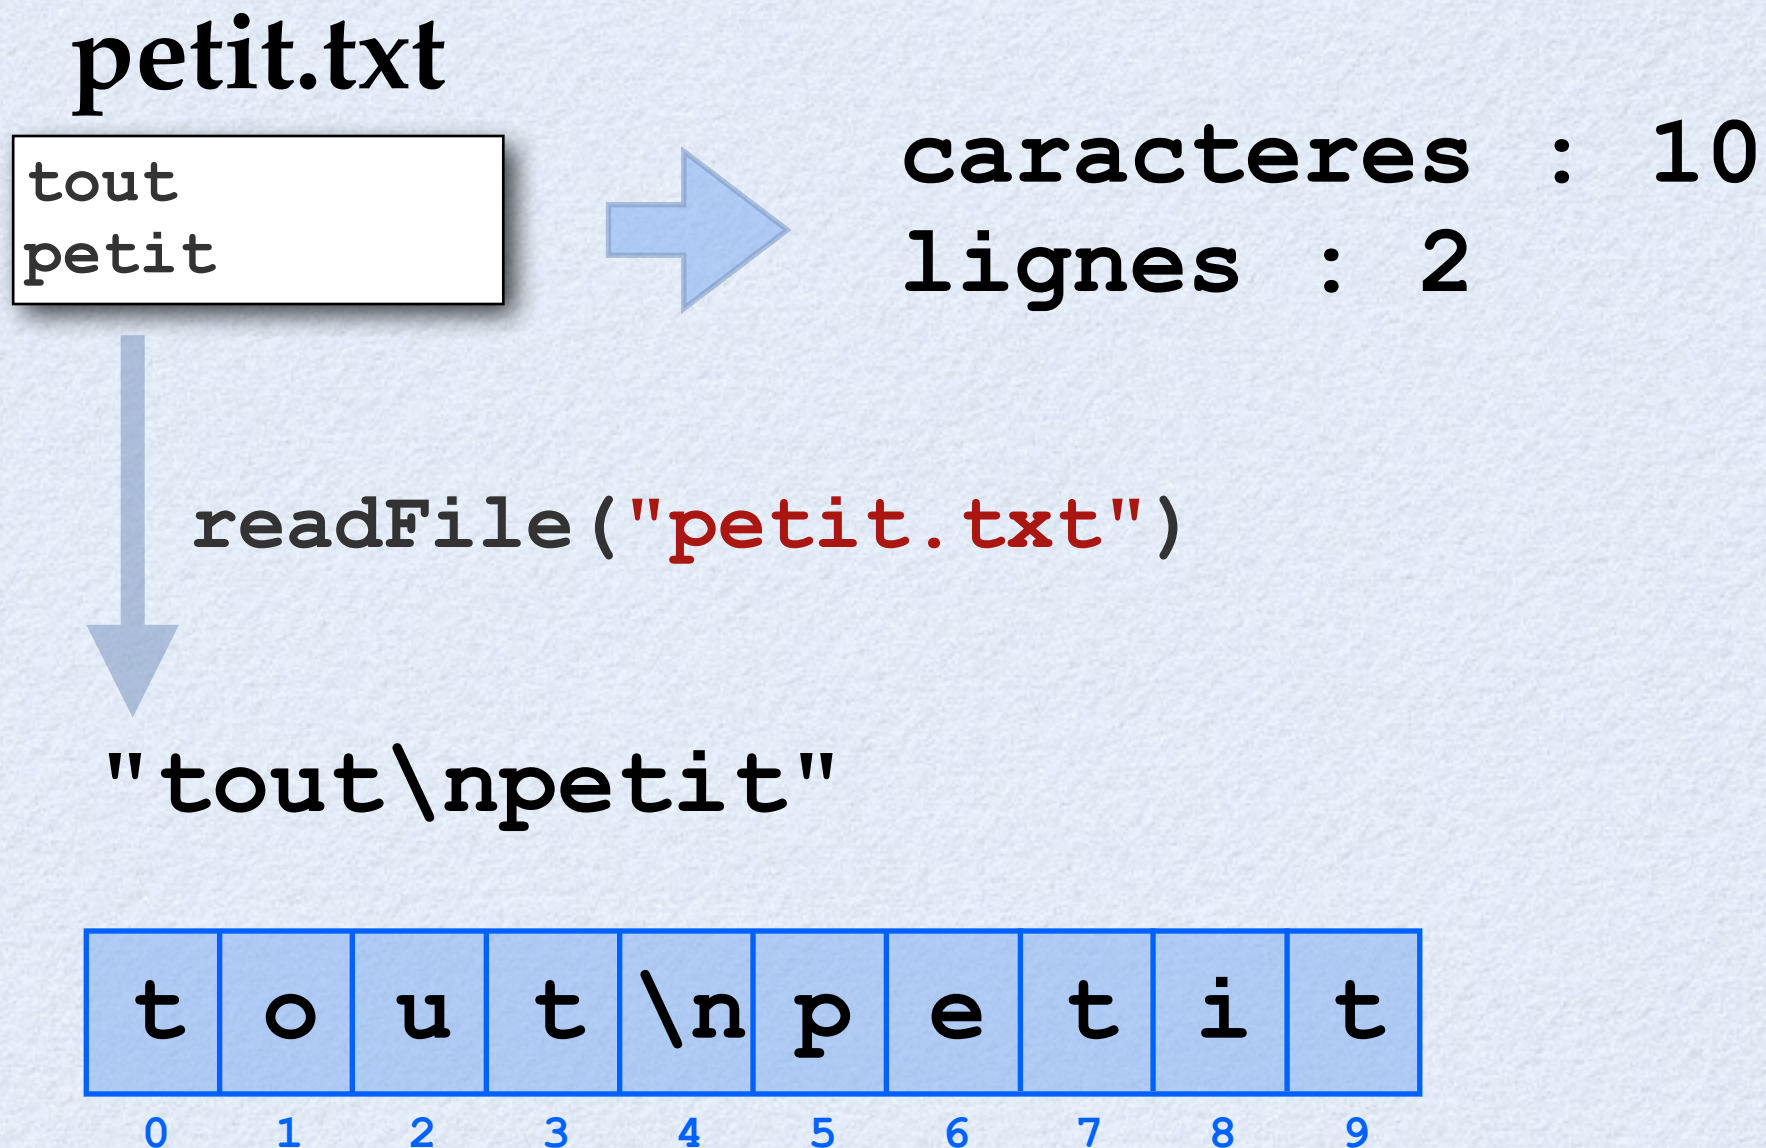 petit.txt
tout
petit
caracteres : 10
lignes : 2
readFile("petit.txt")
"tout\npetit"
t o u t \n p e t i t
0 1 2 3 4 5 6 7 8 9